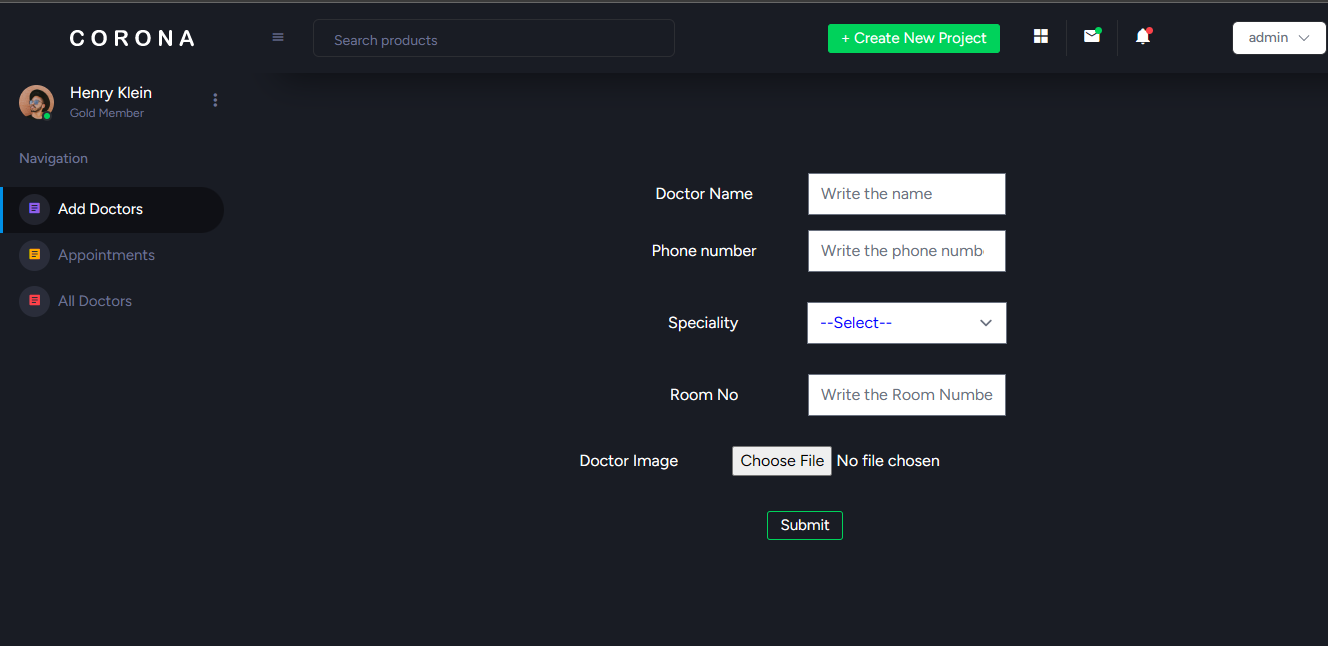 CORONA
Search products
+ Create New Project
admin
Henry Klein
Gold Member
Navigation
Add Doctors
Appointments
All Doctors
Doctor Name
Write the name
Phone number
Write the phone numb
Speciality
--Select--
Room No
Write the Room Numbe
Doctor Image
Choose File No file chosen
Submit